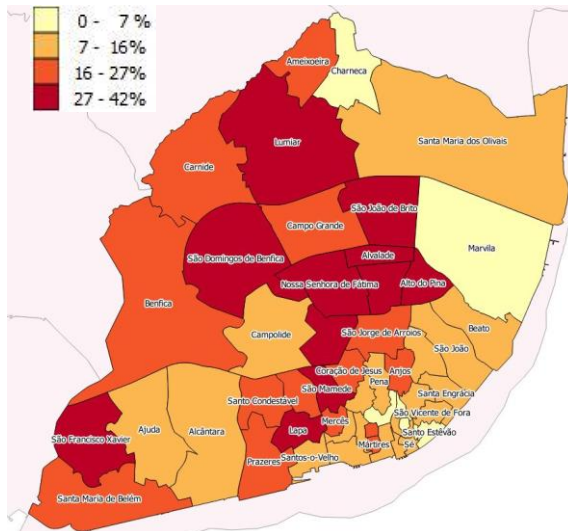 0 - 7 %
7 - 16%
16 - 27%
27 - 42%
Ameixoeira
Charneca
Lumiar
Santa Maria dos Olivais
Carnide
São João de Brito
Campo Grande
Marvila
Alvalade
São Domingos de Benfica
Nossa Senhora de Fátima
Alto do Pina
Benfica
Campolide
São Jorge de Arroios
Beato
São João
Coração de Jesus
Anjos
Pena
São Mamede
Santa Engrácia
Santo Condestável
São Vicente de Fora
Mercês
Lapa
Santo Estêvão
Ajuda
Alcântara
São Francisco Xavier
Mártires
Sé
Prazeres
Santos-o-Velho
Santa Maria de Belém